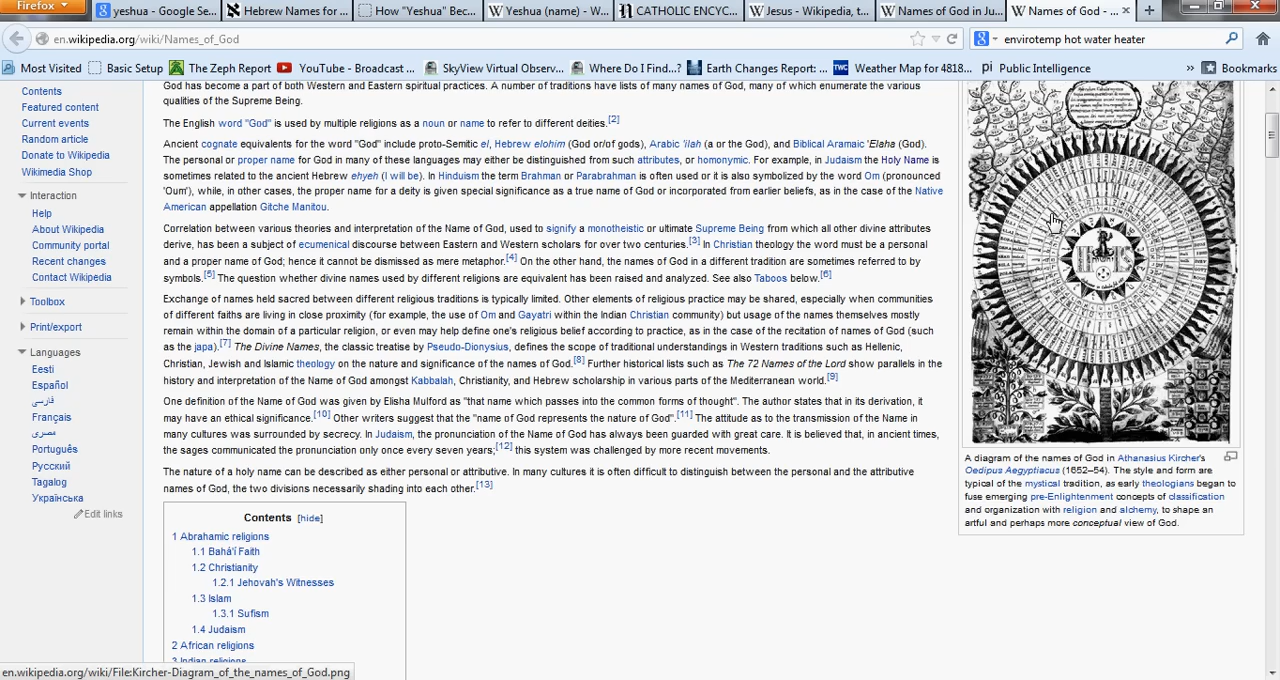 Firefox
yeshua - Google Se...
Hebrew Names for ...
How "Yeshua" Bec...
Yeshua (name) - W...
CATHOLIC ENCYC...
Jesus - Wikipedia, t...
Names of God in Ju...
Names of God - ...
en.wikipedia.org/wiki/Names_of_God
envirotemp hot water heater
Most Visited
Basic Setup
The Zeph Report
YouTube - Broadcast ...
SkyView Virtual Observ...
Where Do I Find...?
Earth Changes Report: ...
TWC
Weather Map for 4818...
Public Intelligence
»
Bookmarks
Contents
Featured content
Current events
Random article
Donate to Wikipedia
Wikimedia Shop
Interaction
Help
About Wikipedia
Community portal
Recent changes
Contact Wikipedia
Toolbox
Print/export
Languages
Eesti
Español
فارسی
Français
مصرى
Português
Русский
Tagalog
Українська
Edit links
God has become a part of both Western and Eastern spiritual practices. A number of traditions have lists of many names of God, many of which enumerate the various
qualities of the Supreme Being.
The English word "God" is used by multiple religions as a noun or name to refer to different deities.[2]
Ancient cognate equivalents for the word "God" include proto-Semitic el, Hebrew elohim (God or/of gods), Arabic 'ilah (a or the God), and Biblical Aramaic 'Elaha (God).
The personal or proper name for God in many of these languages may either be distinguished from such attributes, or homonymic. For example, in Judaism the Holy Name is
sometimes related to the ancient Hebrew ehyeh (I will be). In Hinduism the term Brahman or Parabrahman is often used or it is also symbolized by the word Om (pronounced
'Oum'), while, in other cases, the proper name for a deity is given special significance as a true name of God or incorporated from earlier beliefs, as in the case of the Native
American appellation Gitche Manitou.
Correlation between various theories and interpretation of the Name of God, used to signify a monotheistic or ultimate Supreme Being from which all other divine attributes
derive, has been a subject of ecumenical discourse between Eastern and Western scholars for over two centuries.[3] In Christian theology the word must be a personal
and a proper name of God; hence it cannot be dismissed as mere metaphor.[4] On the other hand, the names of God in a different tradition are sometimes referred to by
symbols.[5] The question whether divine names used by different religions are equivalent has been raised and analyzed. See also Taboos below.[6]
Exchange of names held sacred between different religious traditions is typically limited. Other elements of religious practice may be shared, especially when communities
of different faiths are living in close proximity (for example, the use of Om and Gayatri within the Indian Christian community) but usage of the names themselves mostly
remain within the domain of a particular religion, or even may help define one's religious belief according to practice, as in the case of the recitation of names of God (such
as the japa).[7] The Divine Names, the classic treatise by Pseudo-Dionysius, defines the scope of traditional understandings in Western traditions such as Hellenic,
Christian, Jewish and Islamic theology on the nature and significance of the names of God.[8] Further historical lists such as The 72 Names of the Lord show parallels in the
history and interpretation of the Name of God amongst Kabbalah, Christianity, and Hebrew scholarship in various parts of the Mediterranean world.[9]
One definition of the Name of God was given by Elisha Mulford as "that name which passes into the common forms of thought". The author states that in its derivation, it
may have an ethical significance.[10] Other writers suggest that the "name of God represents the nature of God".[11] The attitude as to the transmission of the Name in
many cultures was surrounded by secrecy. In Judaism, the pronunciation of the Name of God has always been guarded with great care. It is believed that, in ancient times,
the sages communicated the pronunciation only once every seven years;[12] this system was challenged by more recent movements.
The nature of a holy name can be described as either personal or attributive. In many cultures it is often difficult to distinguish between the personal and the attributive
names of God, the two divisions necessarily shading into each other.[13]
Contents [hide]
1 Abrahamic religions
1.1 Bahá'í Faith
1.2 Christianity
1.2.1 Jehovah's Witnesses
1.3 Islam
1.3.1 Sufism
1.4 Judaism
2 African religions
3 Indian religions
A diagram of the names of God in Athanasius Kircher's
Oedipus Aegyptiacus (1652–54). The style and form are
typical of the mystical tradition, as early theologians began to
fuse emerging pre-Enlightenment concepts of classification
and organization with religion and alchemy, to shape an
artful and perhaps more conceptual view of God.
en.wikipedia.org/wiki/File:Kircher-Diagram_of_the_names_of_God.png